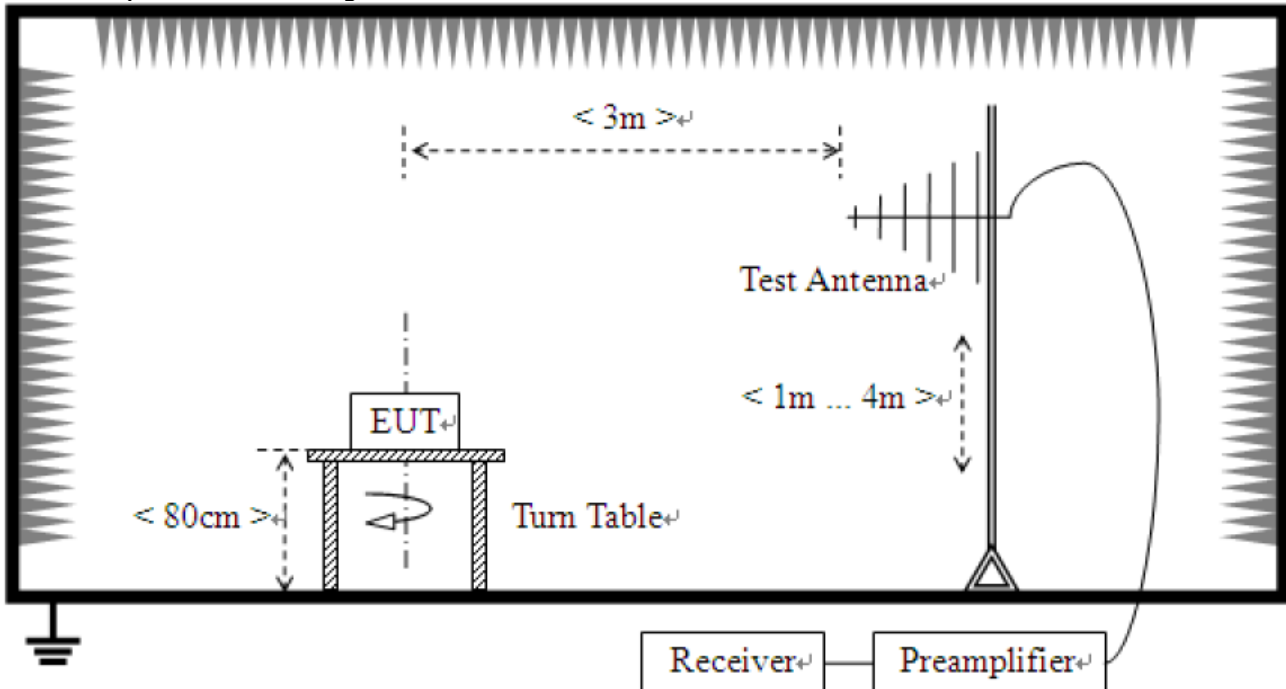 < 3m >↵
Test Antenna↵
< 1m ... 4m >↵
EUT↵
< 80cm >↵
Turn Table↵
Receiver↵
Preamplifier↵